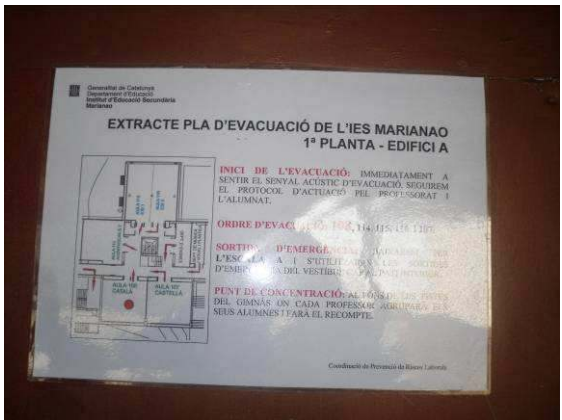 Generalitat de Catalunya
Departament d'Educació
Institut d'Educació Secundària
Marianao
EXTRACTE PLA D'EVACUACIÓ DE L'IES MARIANAO
1ª PLANTA - EDIFICI A
INICI DE L'EVACUACIÓ: IMMEDIATAMENT A
SENTIR EL SENYAL ACÚSTIC D'EVACUACIÓ. SEGUIREM
EL PROTOCOL D'ACTUACIÓ PEL PROFESSORAT I
L'ALUMNAT.
ORDRE D'EVACUACIÓ: 108,
SORTIDA D'EMERGÈNCIA:
L'ESCALA A I S'UTILITZARAN LES SORTIDES
D'EMERGÈNCIA DEL VESTÍBUL
PUNT DE CONCENTRACIÓ: AL FONS DE LES PISTES
DEL GIMNÀS ON CADA PROFESSOR AGRUPARÀ ELS
SEUS ALUMNES I FARÀ EL RECOMPTE.
AULA 108
CATALÀ
AULA 107
CASTELLÀ
Coordinació de Prevenció de Riscos Laborals